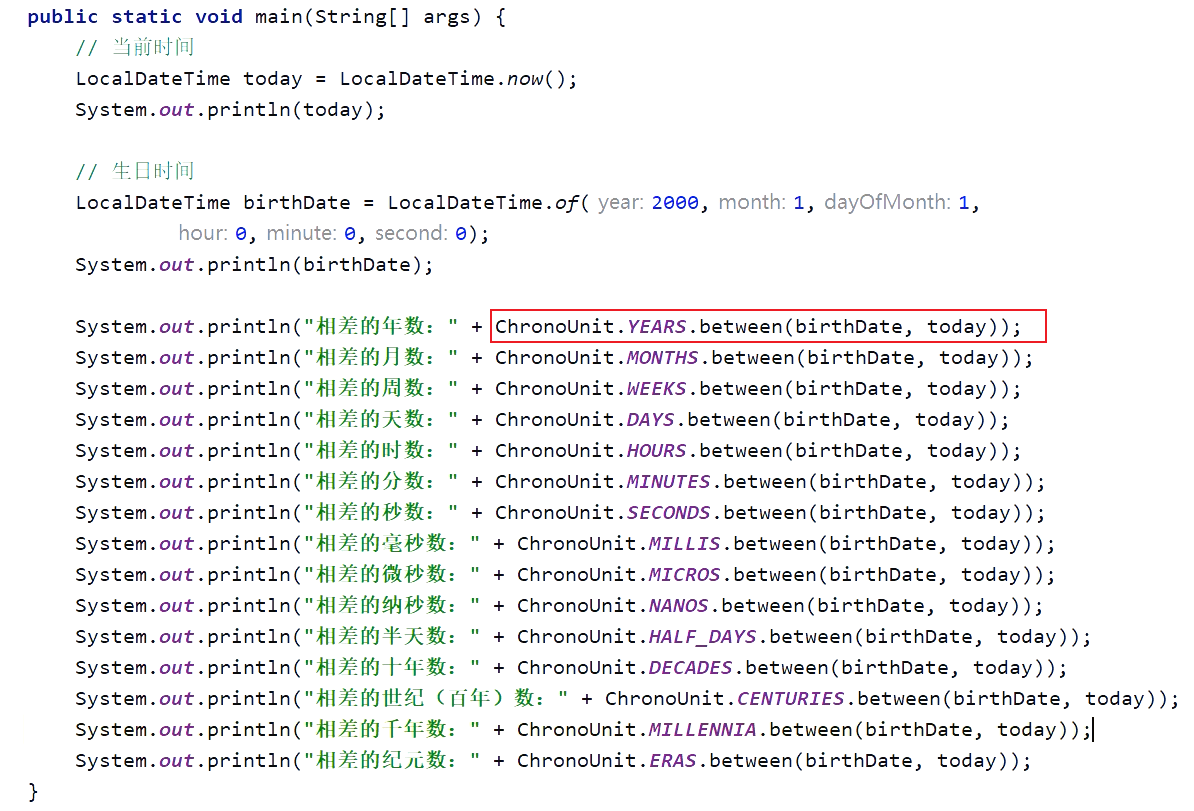 public static void main(String[] args) {
// 当前时间
LocalDateTime today = LocalDateTime.now();
System.out.println(today);
// 生日时间
LocalDateTime birthDate = LocalDateTime.of( year: 2000, month: 1, dayOfMonth: 1,
hour: 0, minute: 0, second: 0);
System.out.println(birthDate);
System.out.println("相差的年数：" + ChronoUnit.YEARS.between(birthDate, today));
System.out.println("相差的月数：" + ChronoUnit.MONTHS.between(birthDate, today));
System.out.println("相差的周数：" + ChronoUnit.WEEKS.between(birthDate, today));
System.out.println("相差的天数：" + ChronoUnit.DAYS.between(birthDate, today));
System.out.println("相差的时数：" + ChronoUnit.HOURS.between(birthDate, today));
System.out.println("相差的分数：" + ChronoUnit.MINUTES.between(birthDate, today));
System.out.println("相差的秒数：" + ChronoUnit.SECONDS.between(birthDate, today));
System.out.println("相差的毫秒数：" + ChronoUnit.MILLIS.between(birthDate, today));
System.out.println("相差的微秒数：" + ChronoUnit.MICROS.between(birthDate, today));
System.out.println("相差的纳秒数：" + ChronoUnit.NANOS.between(birthDate, today));
System.out.println("相差的半天数：" + ChronoUnit.HALF_DAYS.between(birthDate, today));
System.out.println("相差的十年数：" + ChronoUnit.DECADES.between(birthDate, today));
System.out.println("相差的世纪（百年）数：" + ChronoUnit.CENTURIES.between(birthDate, today));
System.out.println("相差的千年数：" + ChronoUnit.MILLENNIA.between(birthDate, today));
System.out.println("相差的纪元数：" + ChronoUnit.ERAS.between(birthDate, today));
}